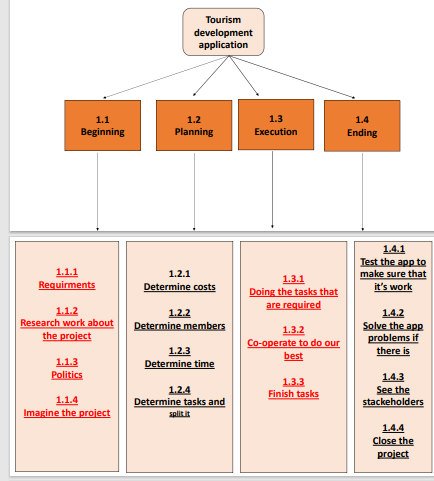 Tourism
development
application
1.1
Beginning
1.2
Planning
1.3
Execution
1.4
Ending
1.1.1
Requirments
1.1.2
Research work about
the project
1.1.3
Politics
1.1.4
Imagine the project
1.2.1
Determine costs
1.2.2
Determine members
1.2.3
Determine time
1.2.4
Determine tasks and
split it
1.3.1
Doing the tasks that
are required
1.3.2
Co-operate to do our
best
1.3.3
Finish tasks
1.4.1
Test the app to
make sure that
it's work
1.4.2
Solve the app
problems if
there is
1.4.3
See the
stackeholders
1.4.4
Close the
project